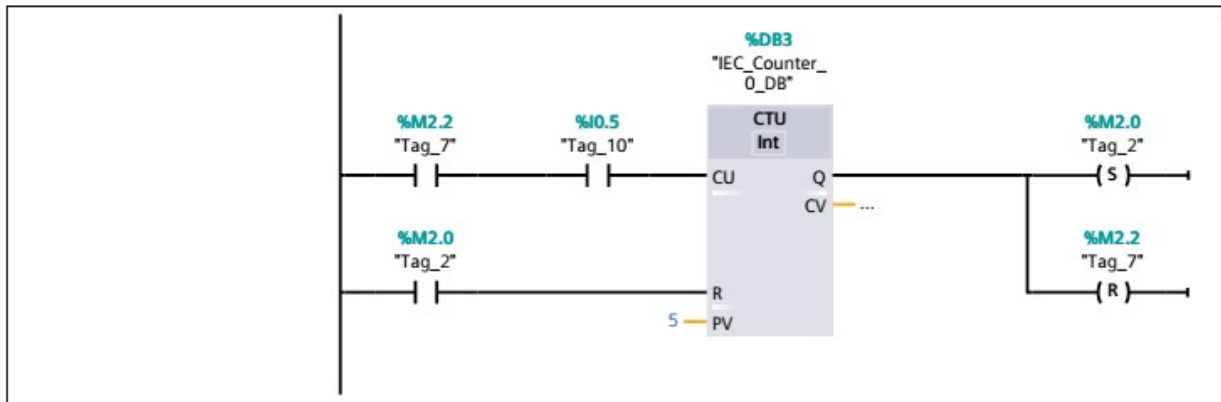 %DB3
"IEC_Counter_
0_DB"
CTU
Int
%M2.2
"Tag_7"
%I0.5
"Tag_10"
CU
Q
CV
...
%M2.0
"Tag_2"
S
%M2.0
"Tag_2"
R
5
PV
%M2.2
"Tag_7"
R